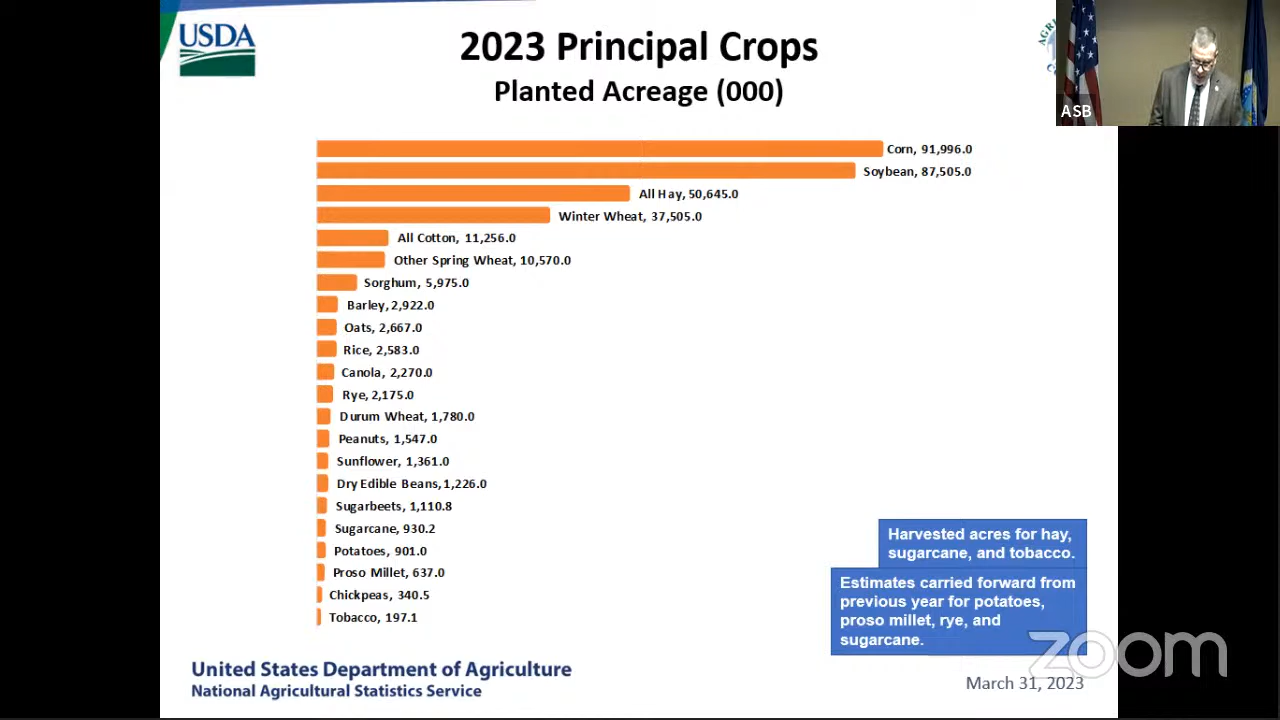 USDA
2023 Principal Crops
Planted Acreage (000)
ASB
Corn, 91,996.0
Soybean, 87,505.0
All Hay, 50,645.0
Winter Wheat, 37,505.0
All Cotton, 11,256.0
Other Spring Wheat, 10,570.0
Sorghum, 5,975.0
Barley, 2,922.0
Oats, 2,667.0
Rice, 2,583.0
Canola, 2,270.0
Rye, 2,175.0
Durum Wheat, 1,780.0
Peanuts, 1,547.0
Sunflower, 1,361.0
Dry Edible Beans, 1,226.0
Sugarbeets, 1,110.8
Sugarcane, 930.2
Potatoes, 901.0
Proso Millet, 637.0
Chickpeas, 340.5
Tobacco, 197.1
Harvested acres for hay,
sugarcane, and tobacco.
Estimates carried forward from
previous year for potatoes,
proso millet, rye, and
sugarcane.
zoom
United States Department of Agriculture
National Agricultural Statistics Service
March 31, 2023